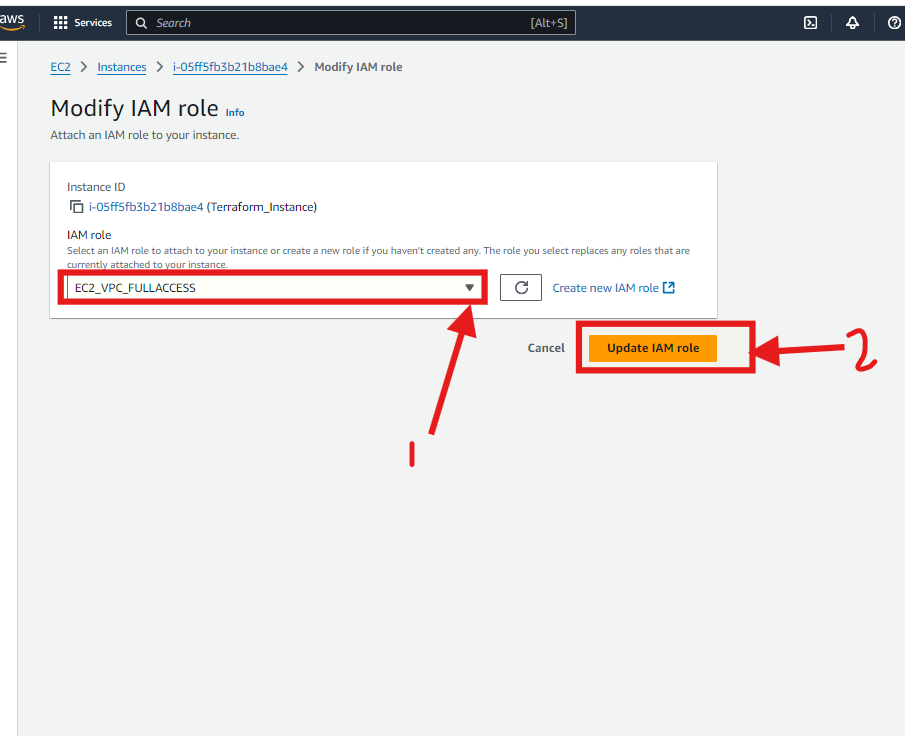 aws Services Search [Alt+S]
EC2 > Instances > i-05ff5fb3b21b8bae4 > Modify IAM role
Modify IAM role Info
Attach an IAM role to your instance.
Instance ID
i-05ff5fb3b21b8bae4 (Terraform_Instance)
IAM role
Select an IAM role to attach to your instance or create a new role if you haven't created any. The role you select replaces any roles that are
currently attached to your instance.
EC2_VPC_FULLACCESS
Create new IAM role
Cancel
Update IAM role
2
1